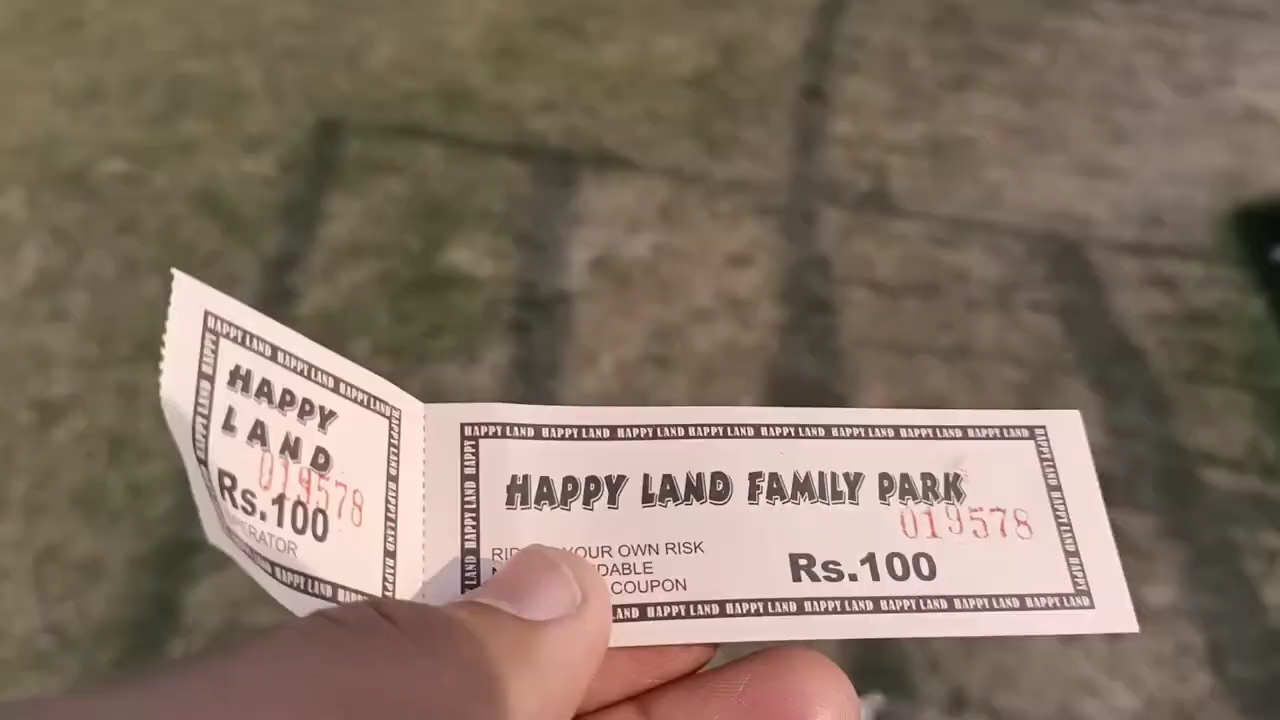 HAPPY LAND HAPPY LAND HAPPY LAND
HAPPY
LAND
019578
Rs.100
HAPPY LAND HAPPY LAND HAPPY LAND HAPPY LAND HAPPY LAND HAPPY LAND HAPPY LAND HAPPY LAND
HAPPY LAND FAMILY PARK
019578
YOUR OWN RISK
Rs.100
COUPON
LAND HAPPY LAND HAPPY LAND HAPPY LAND HAPPY LAND HAPPY LAND HAPPY LAND